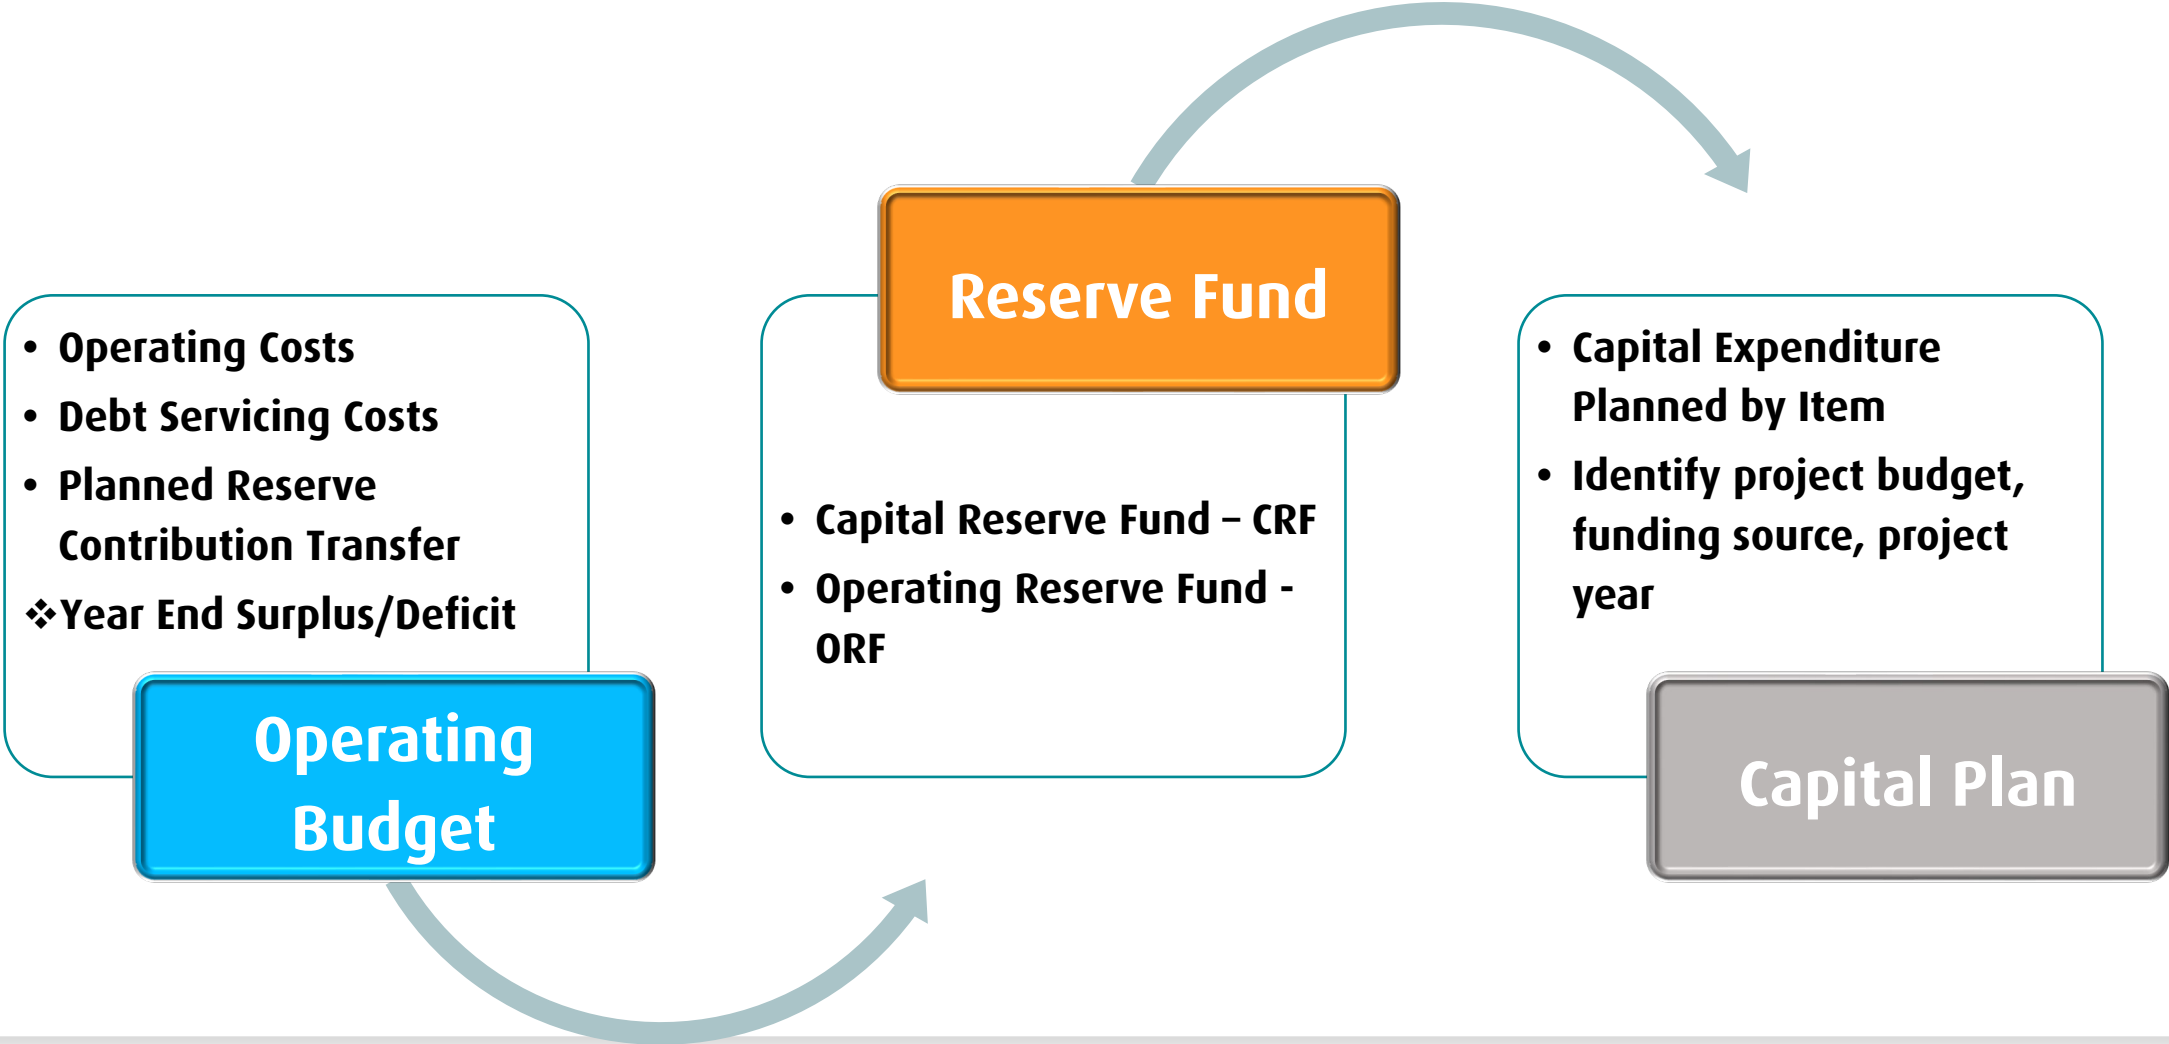 • Operating Costs
• Debt Servicing Costs
• Planned Reserve
Contribution Transfer
❖Year End Surplus/Deficit
Operating
Budget
Reserve Fund
• Capital Reserve Fund – CRF
• Operating Reserve Fund -
ORF
• Capital Expenditure
Planned by Item
• Identify project budget,
funding source, project
year
Capital Plan